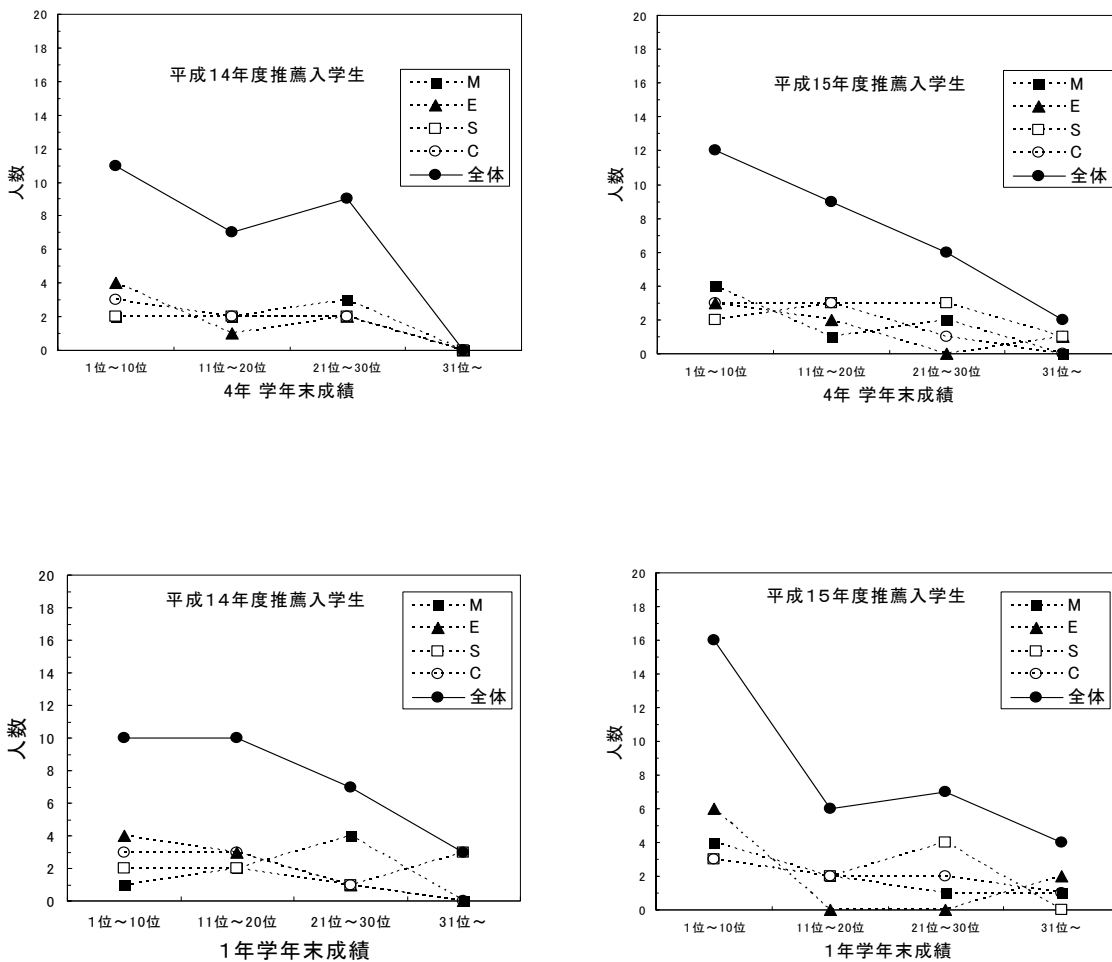 20
18
16
14
12
10
8
6
4
2
0
人数
平成14年度推薦入学生
M
E
S
C
全体
1位~10位
11位~20位
21位~30位
31位~
4年 学年末成績
20
18
16
14
12
10
8
6
4
2
0
人数
平成15年度推薦入学生
M
E
S
C
全体
1位~10位
11位~20位
21位~30位
31位~
4年 学年末成績
20
18
16
14
12
10
8
6
4
2
0
人数
平成14年度推薦入学生
M
E
S
C
全体
1位~10位
11位~20位
21位~30位
31位~
1年学年末成績
20
18
16
14
12
10
8
6
4
2
0
人数
平成15年度推薦入学生
M
E
S
C
全体
1位~10位
11位~20位
21位~30位
31位~
1年学年末成績